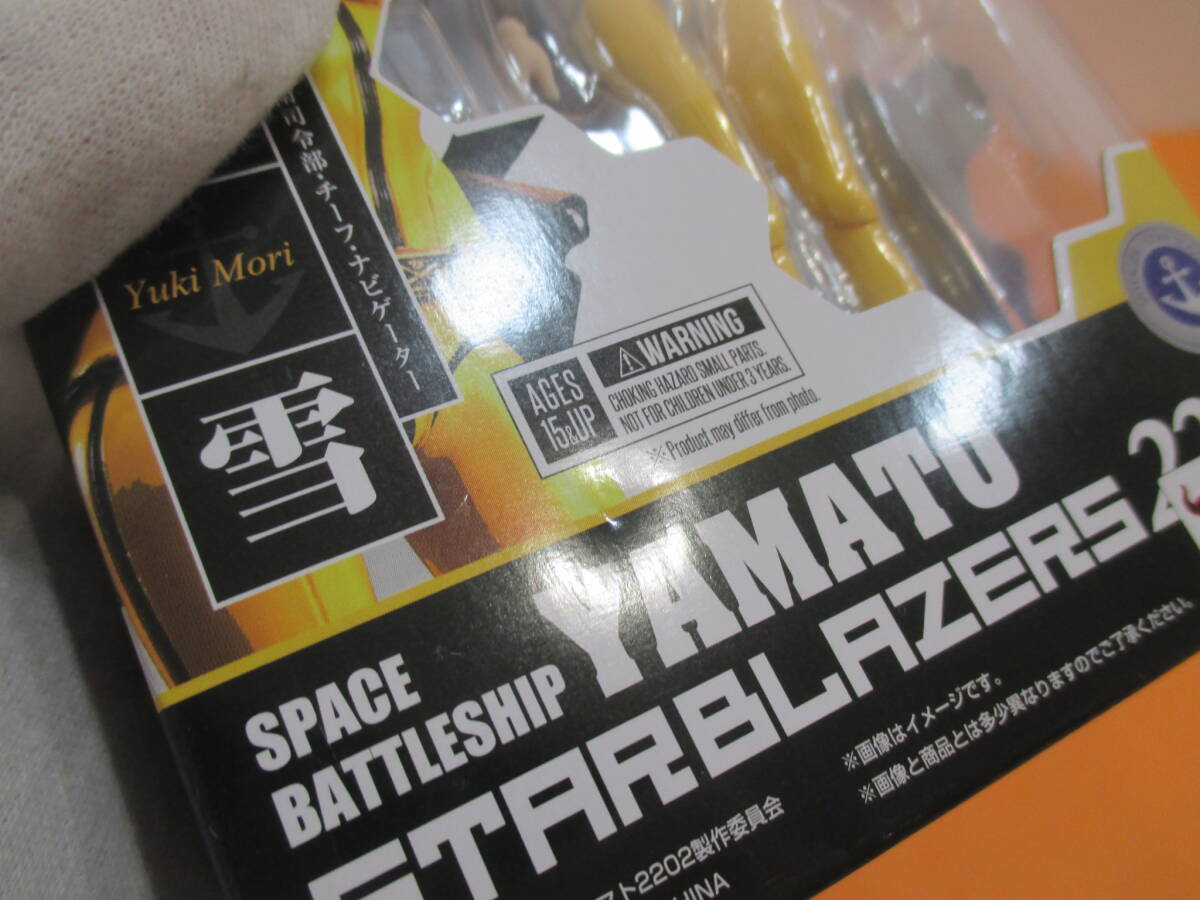 司令部・チーフ・ナビゲーター
Yuki Mori
雪
AGES
15&UP
WARNING
CHOKING HAZARD SMALL PARTS.
NOT FOR CHILDREN UNDER 3 YEARS.
※Product may differ from photo.
SPACE
BATTLESHIP
YAMATO
STARBLAZERS
※画像はイメージです。
※画像と商品とは多少異なりますのでご了承ください。
2202製作委員会